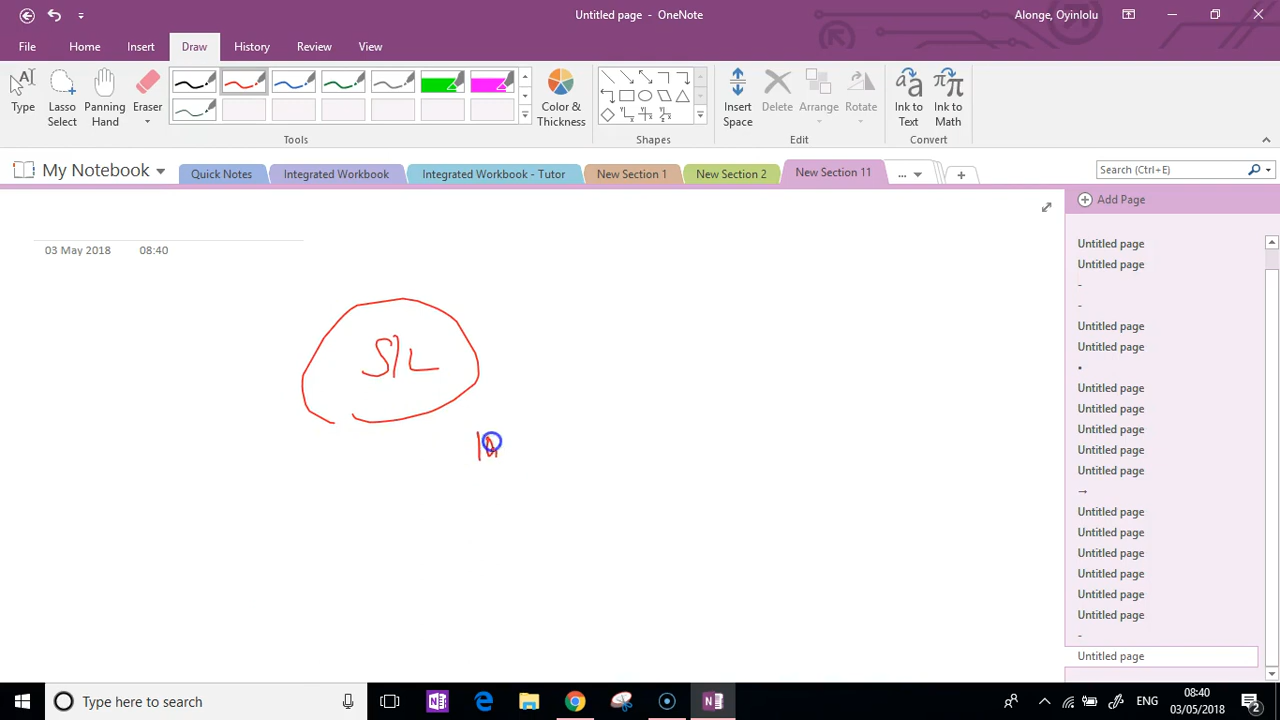 Untitled page - OneNote
Alonge, Oyinlolu
File Home Insert Draw History Review View
Type
Lasso Select
Panning Hand
Eraser
Color & Thickness
Insert Space
Delete
Arrange
Rotate
Ink to Text
Ink to Math
Tools
Shapes
Edit
Convert
My Notebook
Quick Notes
Integrated Workbook
Integrated Workbook - Tutor
New Section 1
New Section 2
New Section 11
...
Search (Ctrl+E)
Add Page
03 May 2018 08:40
S/L
Untitled page
Untitled page
-
-
Untitled page
Untitled page
•
Untitled page
Untitled page
Untitled page
Untitled page
Untitled page
→
Untitled page
Untitled page
Untitled page
Untitled page
Untitled page
Untitled page
-
Untitled page
Type here to search
ENG
08:40
03/05/2018
2